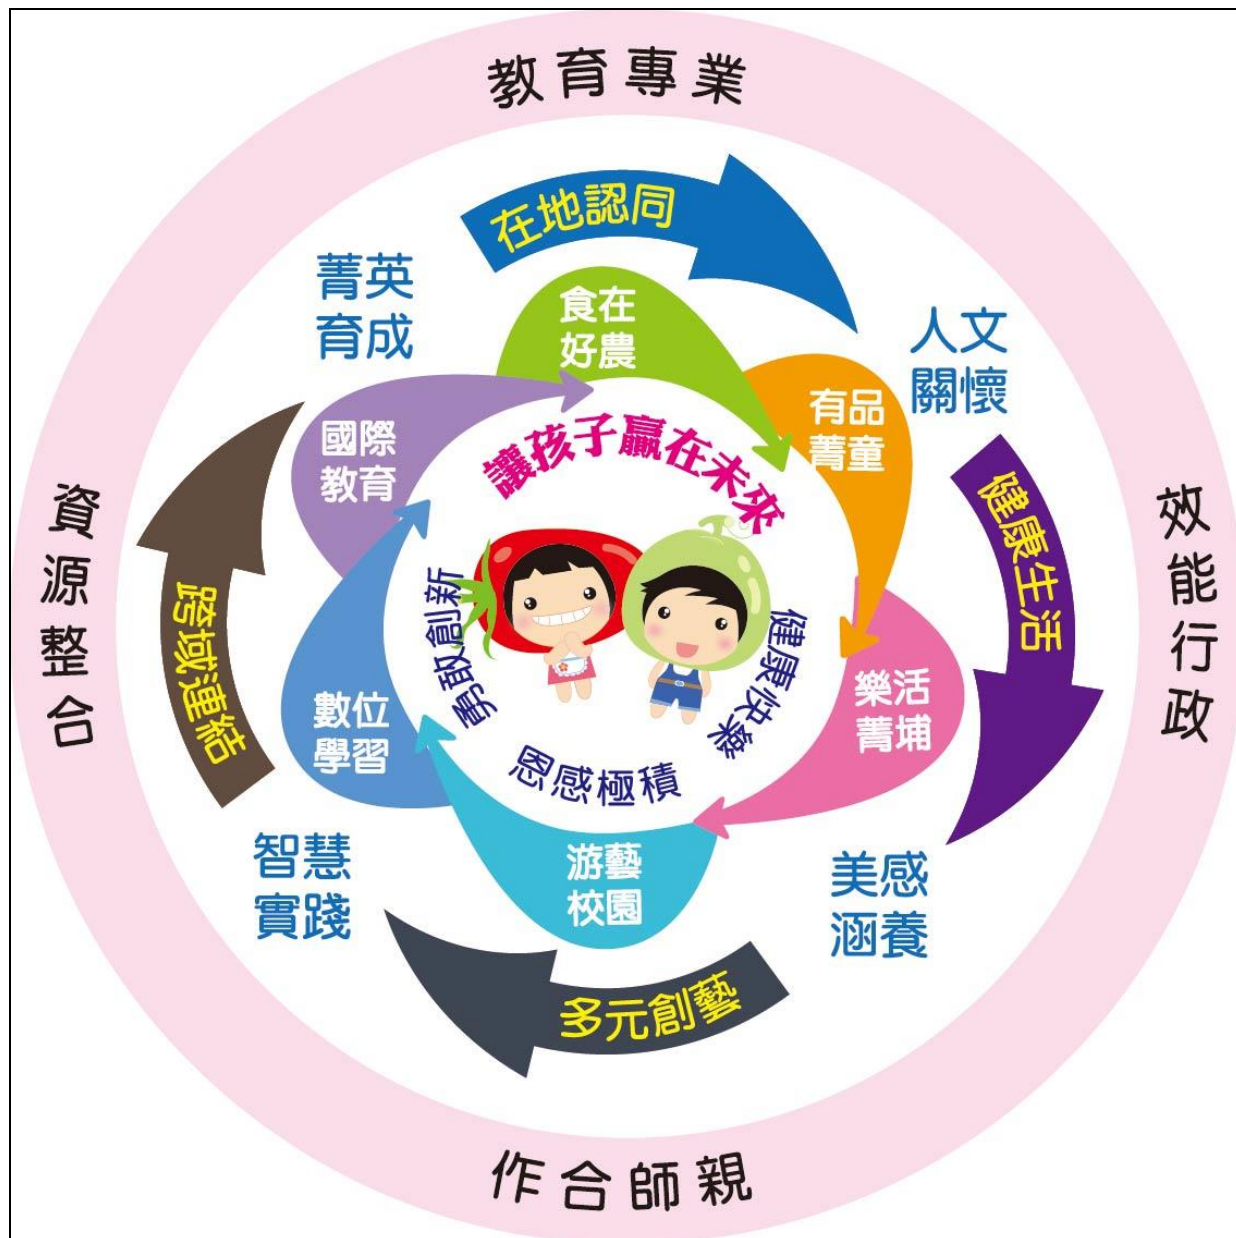 教育專業
在地認同
菁英
育成
食在
好農
人文
關懷
有品
菁童
國際
教育
讓孩子贏在未來
健康生活
資源整合
效能行政
勇敢創新
健康快樂
跨域連結
樂活
菁埔
數位
學習
積極感恩
智慧
實踐
游藝
校園
美感
涵養
多元創藝
親師合作